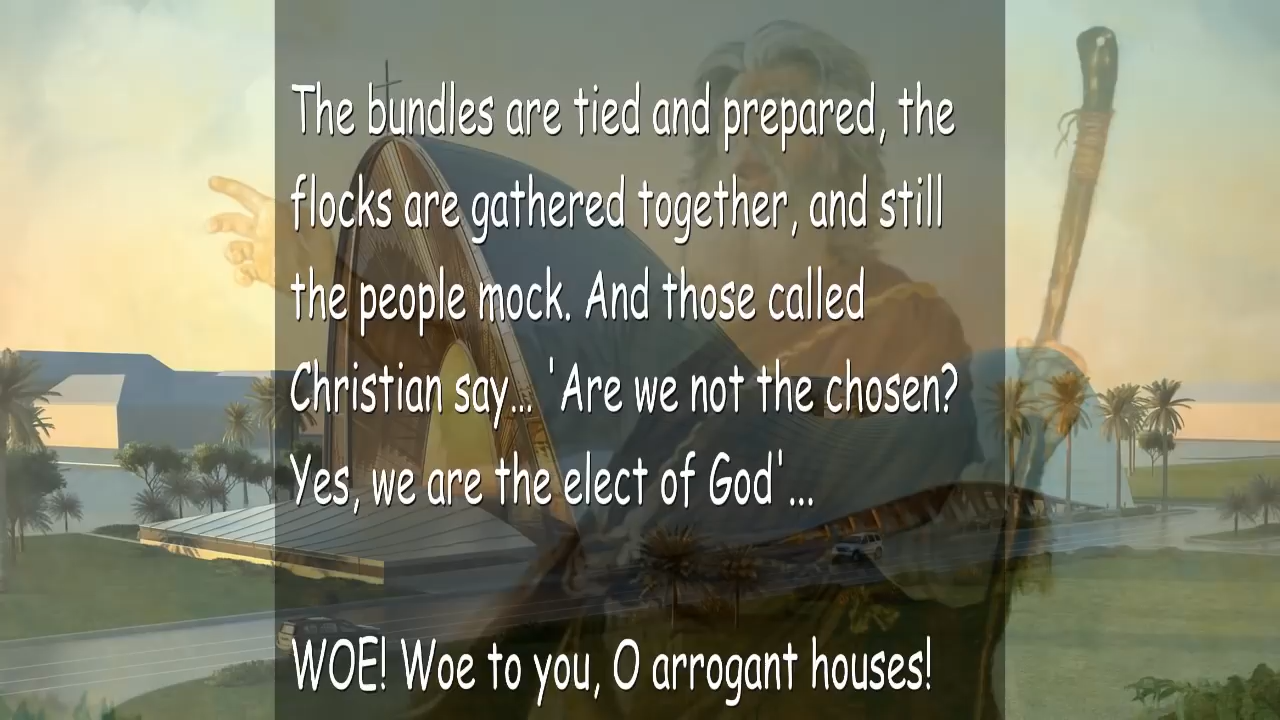 The bundles are tied and prepared, the
flocks are gathered together, and still
the people mock. And those called
Christian say... 'Are we not the chosen?
Yes, we are the elect of God'...
WOE! Woe to you, O arrogant houses!